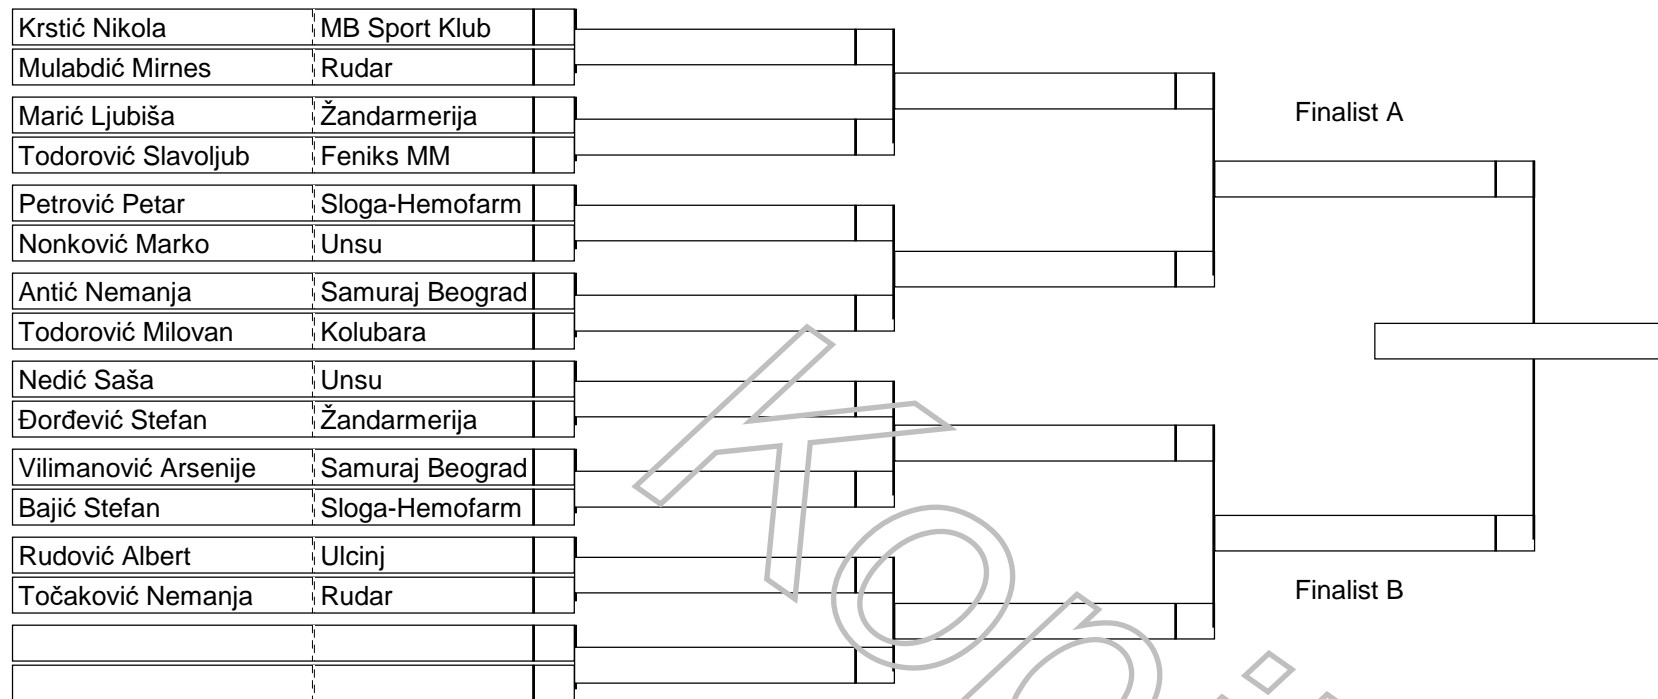 Krstić Nikola MB Sport Klub
Mulabdić Mirnes Rudar
Marić Ljubiša Žandarmerija
Finalist A
Todorović Slavoljub Feniks MM
Petrović Petar Sloga-Hemofarm
Nonković Marko Unsu
Antić Nemanja Samuraj Beograd
Todorović Milovan Kolubara
Nedić Saša Unsu
Đorđević Stefan Žandarmerija
Vilimanović Arsenije Samuraj Beograd
Bajić Stefan Sloga-Hemofarm
Rudović Albert Ulcinj
Točaković Nemanja Rudar
Finalist B